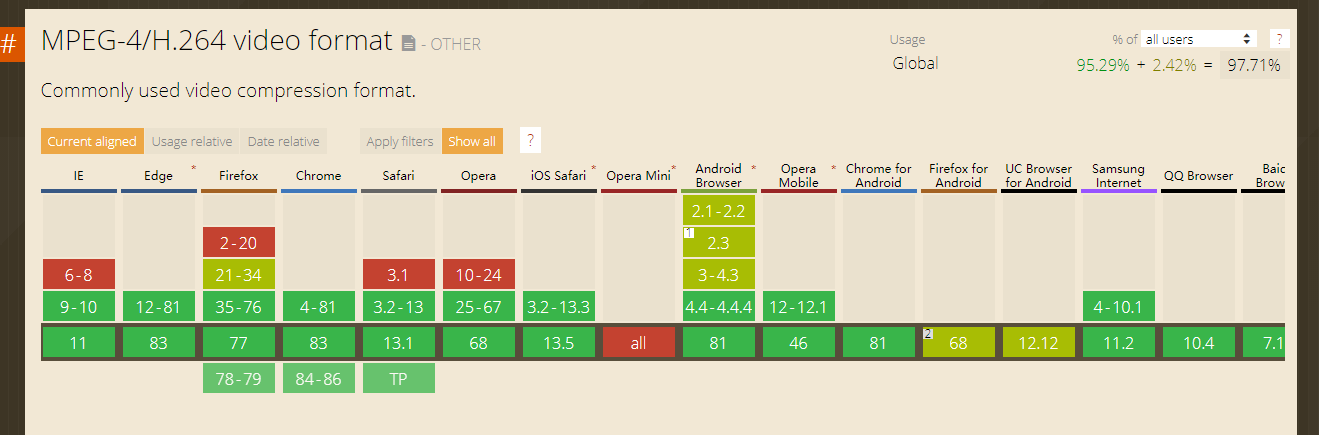 #
MPEG-4/H.264 video format - OTHER
Usage % of all users ?
Global 95.29% + 2.42% = 97.71%
Commonly used video compression format.
Current aligned Usage relative Date relative Apply filters Show all ?
IE Edge * Firefox Chrome Safari Opera iOS Safari * Opera Mini * Android Browser * Opera Mobile * Chrome for Android Firefox for Android UC Browser for Android Samsung Internet QQ Browser Baid Brow
2.1-2.2
2-20 1 2.3
6-8 21-34 3.1 10-24 3-4.3
9-10 12-81 35-76 4-81 3.2-13 25-67 3.2-13.3 4.4-4.4.4 12-12.1 4-10.1
11 83 77 83 13.1 68 13.5 all 81 46 81 2 68 12.12 11.2 10.4 7.1
78-79 84-86 TP